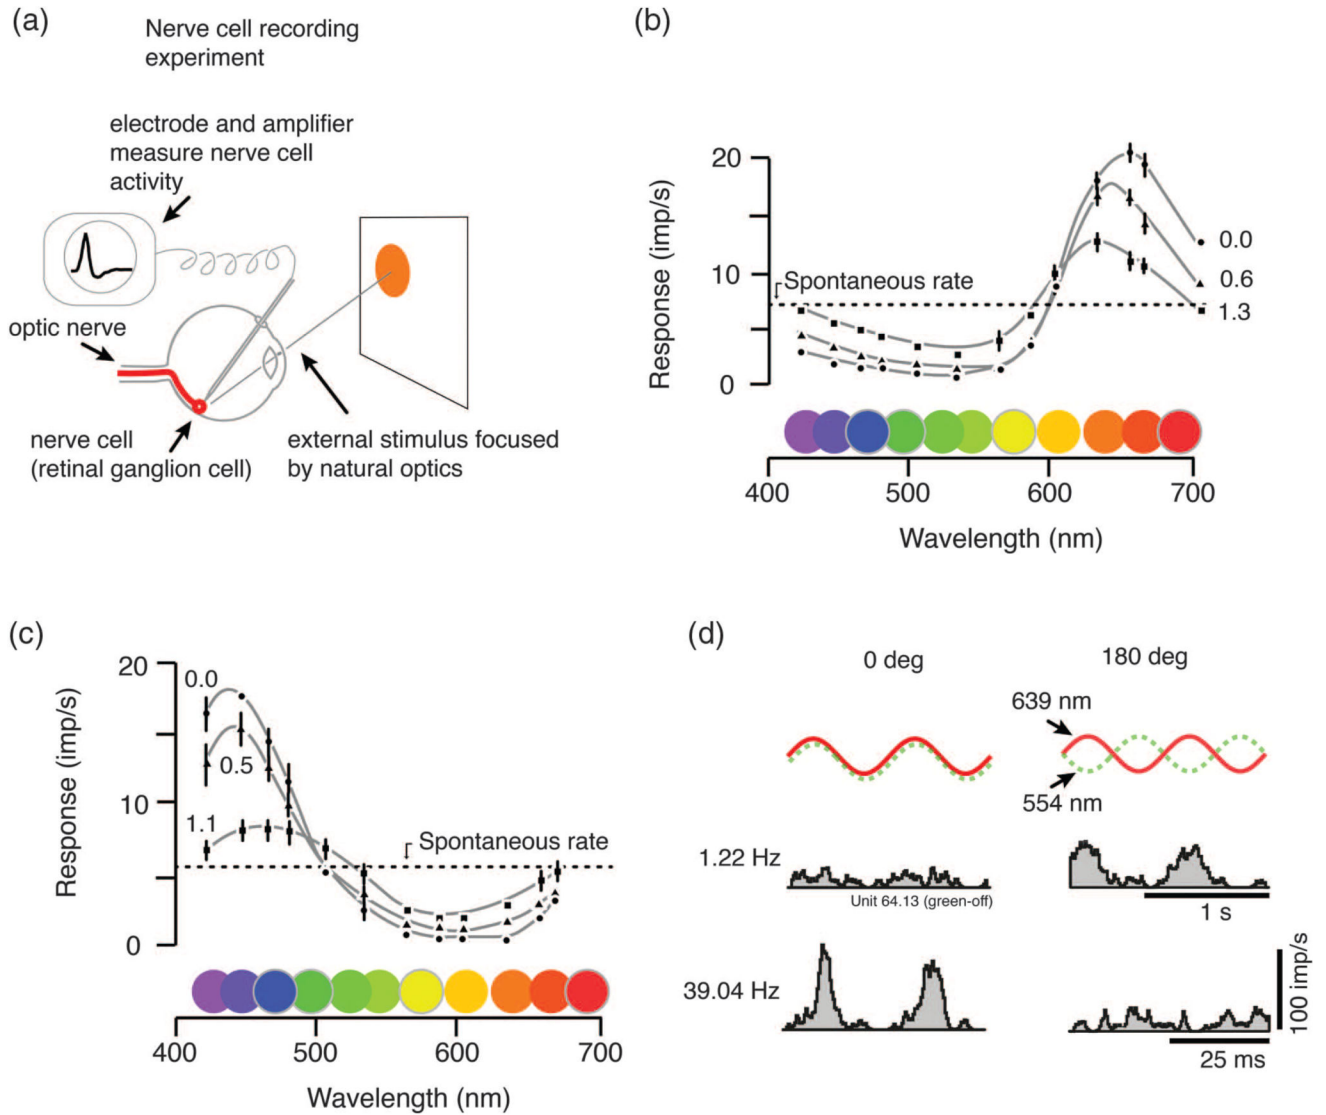 (a)
Nerve cell recording
experiment
electrode and amplifier
measure nerve cell
activity
optic nerve
nerve cell
(retinal ganglion cell)
external stimulus focused
by natural optics
(b)
Response (imp/s)
20
10
0
Spontaneous rate
0.0
0.6
1.3
400 500 600 700
Wavelength (nm)
(c)
Response (imp/s)
20
10
0
0.0
0.5
1.1
Spontaneous rate
400 500 600 700
Wavelength (nm)
(d)
0 deg 180 deg
639 nm
554 nm
1.22 Hz
Unit 64.13 (green-off)
1 s
39.04 Hz
100 imp/s
25 ms